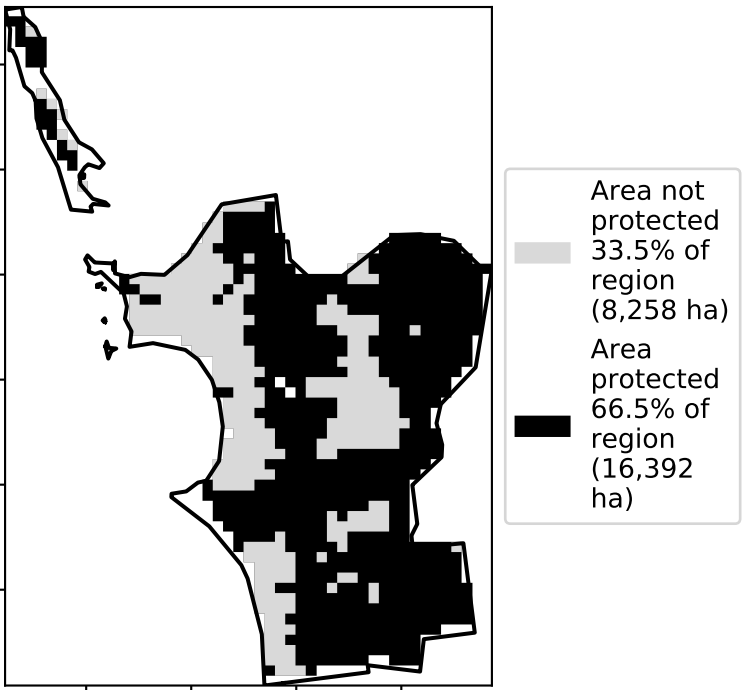 Area not
protected
33.5% of
region
(8,258 ha)
Area
protected
66.5% of
region
(16,392
ha)